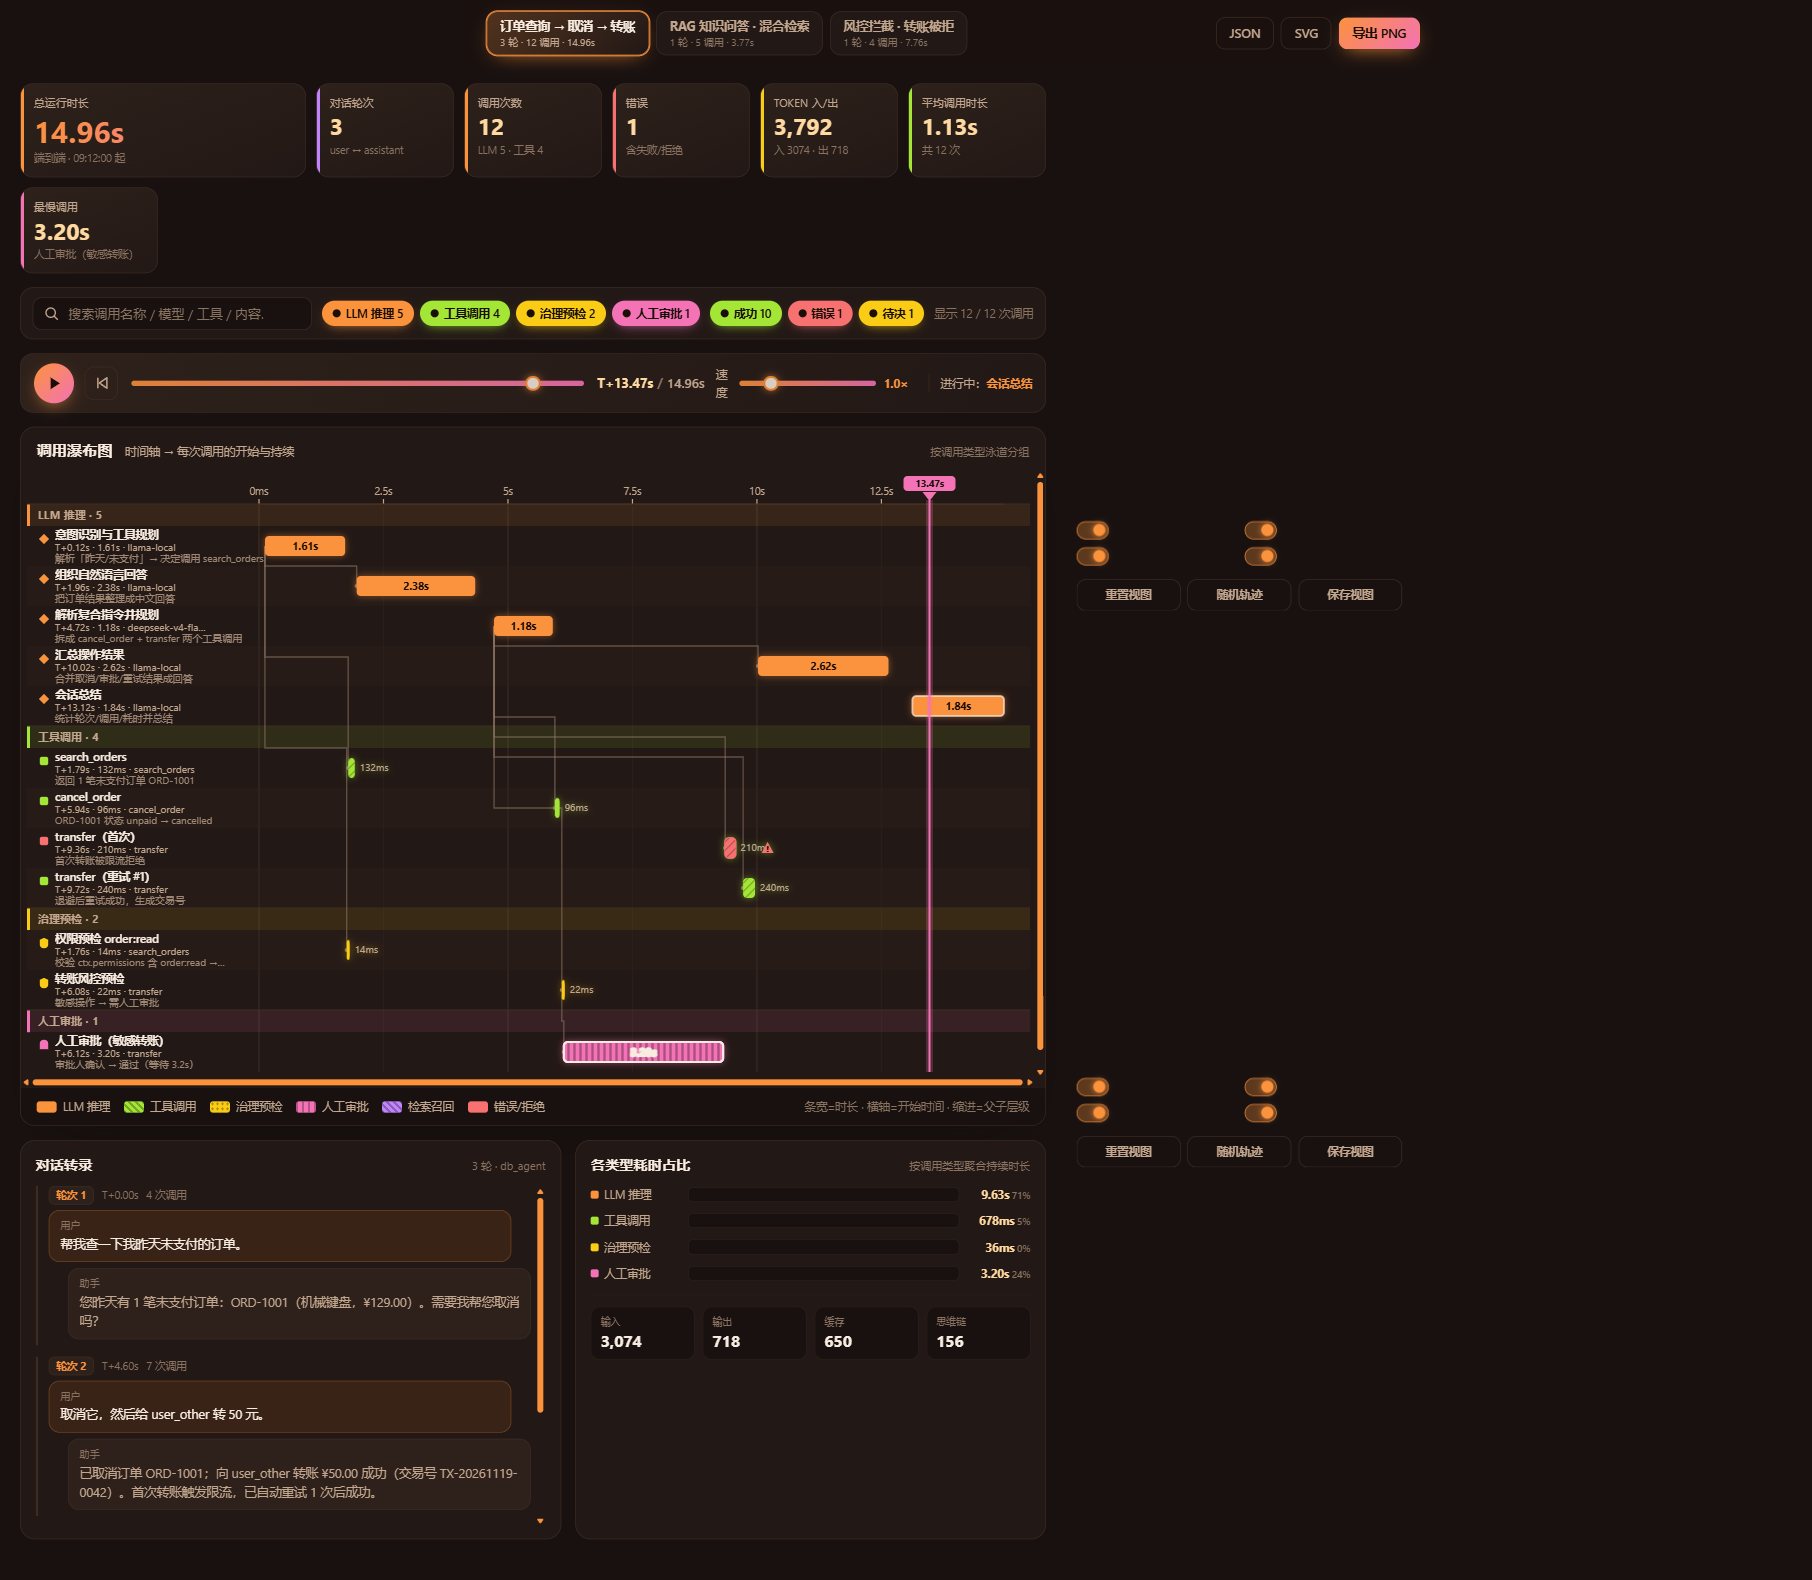 订单查询 → 取消 → 转账
3 轮 · 12 调用 · 14.96s
RAG 知识问答 · 混合检索
1 轮 · 5 调用 · 3.77s
风控拦截 · 转账被拒
1 轮 · 4 调用 · 7.76s
JSON
SVG
导出 PNG
总运行时长
14.96s
端到端 · 09:12:00 起
对话轮次
3
user ↔ assistant
调用次数
12
LLM 5 · 工具 4
错误
1
含失败/拒绝
TOKEN 入/出
3,792
入 3074 · 出 718
平均调用时长
1.13s
共 12 次
最慢调用
3.20s
人工审批（敏感转账）
搜索调用名称 / 模型 / 工具 / 内容.
LLM 推理 5
工具调用 4
治理预检 2
人工审批 1
成功 10
错误 1
待决 1
显示 12 / 12 次调用
T+13.47s / 14.96s
速度
1.0×
进行中：会话总结
调用瀑布图
时间轴 → 每次调用的开始与持续
按调用类型泳道分组
0ms
2.5s
5s
7.5s
10s
12.5s
13.47s
LLM 推理 · 5
意图识别与工具规划
T+0.12s · 1.61s · llama-local
解析「昨天/未支付」→ 决定调用 search_orders
1.61s
组织自然语言回答
T+1.96s · 2.38s · llama-local
把订单结果整理成中文回答
2.38s
解析复合指令并规划
T+4.72s · 1.18s · deepseek-v4-fla...
拆成 cancel_order + transfer 两个工具调用
1.18s
汇总操作结果
T+10.02s · 2.62s · llama-local
合并取消/审批/重试结果成回答
2.62s
会话总结
T+13.12s · 1.84s · llama-local
统计轮次/调用/耗时并总结
1.84s
工具调用 · 4
search_orders
T+1.79s · 132ms · search_orders
返回 1 笔未支付订单 ORD-1001
132ms
cancel_order
T+5.94s · 96ms · cancel_order
ORD-1001 状态 unpaid → cancelled
96ms
transfer（首次）
T+9.36s · 210ms · transfer
首次转账被限流拒绝
210ms
transfer（重试 #1）
T+9.72s · 240ms · transfer
退避后重试成功，生成交易号
240ms
治理预检 · 2
权限预检 order:read
T+1.76s · 14ms · search_orders
校验 ctx.permissions 含 order:read →...
14ms
转账风控预检
T+6.08s · 22ms · transfer
敏感操作 → 需人工审批
22ms
人工审批 · 1
人工审批（敏感转账）
T+6.12s · 3.20s · transfer
审批人确认 → 通过（等待 3.2s）
LLM 推理
工具调用
治理预检
人工审批
检索召回
错误/拒绝
条宽=时长 · 横轴=开始时间 · 缩进=父子层级
重置视图
随机轨迹
保存视图
重置视图
随机轨迹
保存视图
对话转录
3 轮 · db_agent
轮次 1
T+0.00s
4 次调用
用户
帮我查一下我昨天未支付的订单。
助手
您昨天有 1 笔未支付订单：ORD-1001（机械键盘，¥129.00）。需要我帮您取消
吗？
轮次 2
T+4.60s
7 次调用
用户
取消它，然后给 user_other 转 50 元。
助手
已取消订单 ORD-1001；向 user_other 转账 ¥50.00 成功（交易号 TX-20261119-
0042）。首次转账触发限流，已自动重试 1 次后成功。
各类型耗时占比
按调用类型聚合持续时长
LLM 推理
9.63s 71%
工具调用
678ms 5%
治理预检
36ms 0%
人工审批
3.20s 24%
输入
3,074
输出
718
缓存
650
思维链
156